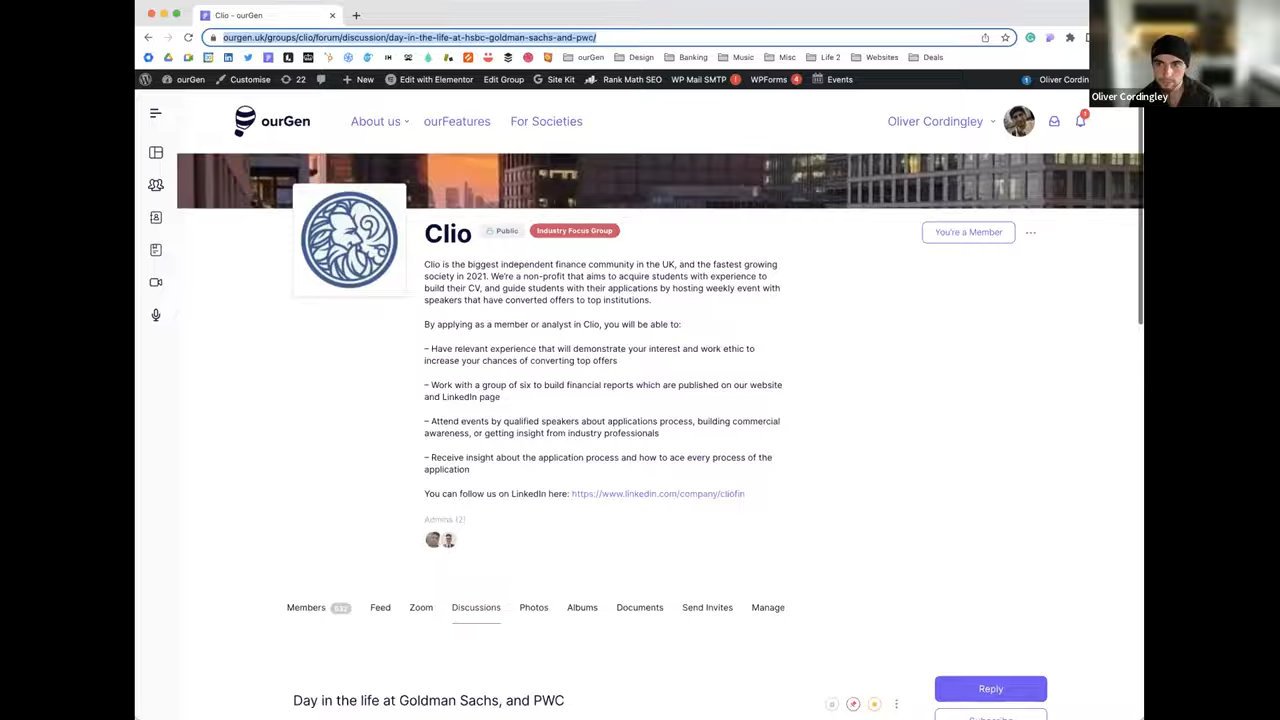 Clio - ourGen
ourgen.uk/groups/clio/forum/discussion/day-in-the-life-at-hsbc-goldman-sachs-and-pwc/
ourGen Design Banking Music Misc Life 2 Websites Deals
ourGen Customise 22 New Edit with Elementor Edit Group Site Kit Rank Math SEO WP Mail SMTP ! WPForms 4 Events 1 Oliver Cordin
Oliver Cordingley
ourGen About us ourFeatures For Societies Oliver Cordingley 1
Clio Public Industry Focus Group You're a Member
Clio is the biggest independent finance community in the UK, and the fastest growing
society in 2021. We're a non-profit that aims to acquire students with experience to
build their CV, and guide students with their applications by hosting weekly event with
speakers that have converted offers to top institutions.
By applying as a member or analyst in Clio, you will be able to:
– Have relevant experience that will demonstrate your interest and work ethic to
increase your chances of converting top offers
– Work with a group of six to build financial reports which are published on our website
and LinkedIn page
– Attend events by qualified speakers about applications process, building commercial
awareness, or getting insight from industry professionals
– Receive insight about the application process and how to ace every process of the
application
You can follow us on LinkedIn here: https://www.linkedin.com/company/cliofin
Admins (2)
Members 632 Feed Zoom Discussions Photos Albums Documents Send Invites Manage
Day in the life at Goldman Sachs, and PWC
Reply